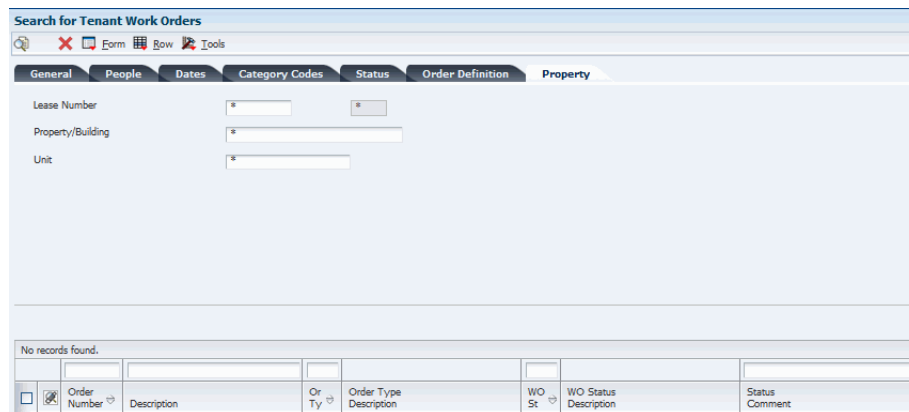 Search for Tenant Work Orders
Form Row Tools
General People Dates Category Codes Status Order Definition Property
Lease Number * *
Property/Building *
Unit *
No records found.
Order Number Description Or Ty Order Type Description WO St WO Status Description Status Comment